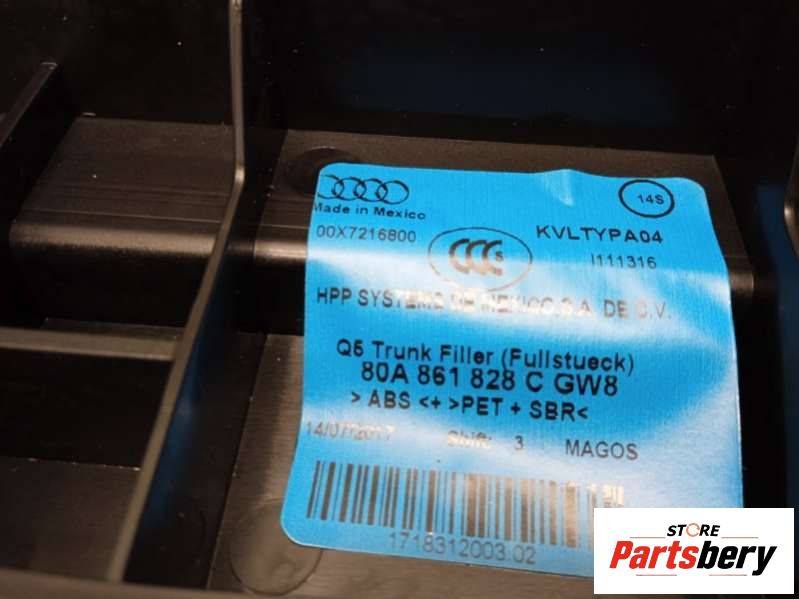 14S
Made in Mexico
00X7216800
KVLTYPA04
CCC S
I111316
HPP SYSTEMS DE MEXICO,S.A. DE C.V.
Q5 Trunk Filler (Fullstueck)
80A 861 828 C GW8
> ABS <+ >PET + SBR<
14/07/2017 Shift: 3 MAGOS
1718312003.02
STORE
Partsbery